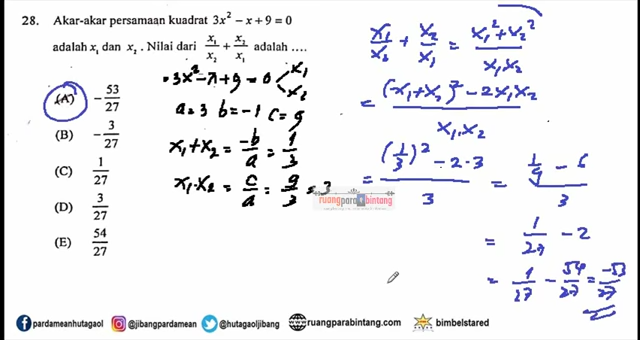 28. Akar-akar persamaan kuadrat 3x² − x + 9 = 0
adalah x₁ dan x₂. Nilai dari x₁/x₂ + x₂/x₁ adalah ....
(A) −53/27
(B) −3/27
(C) 1/27
(D) 3/27
(E) 54/27
3x² − x + 9 = 0 < x₁ x₂
a = 3 b = −1 c = 9
x₁ + x₂ = −b/a = 1/3
x₁ . x₂ = c/a = 9/3 = 3
x₁/x₂ + x₂/x₁ = (x₁² + x₂²)/(x₁x₂)
= ((x₁ + x₂)² − 2x₁x₂)/(x₁.x₂)
= ((1/3)² − 2·3)/3 = (1/9 − 6)/3
= 1/27 − 2
= 1/27 − 54/27 = −53/27
ruangparabintang
pardameanhutagaol @jibangpardamean @hutagaoljibang www.ruangparabintang.com bimbelstared